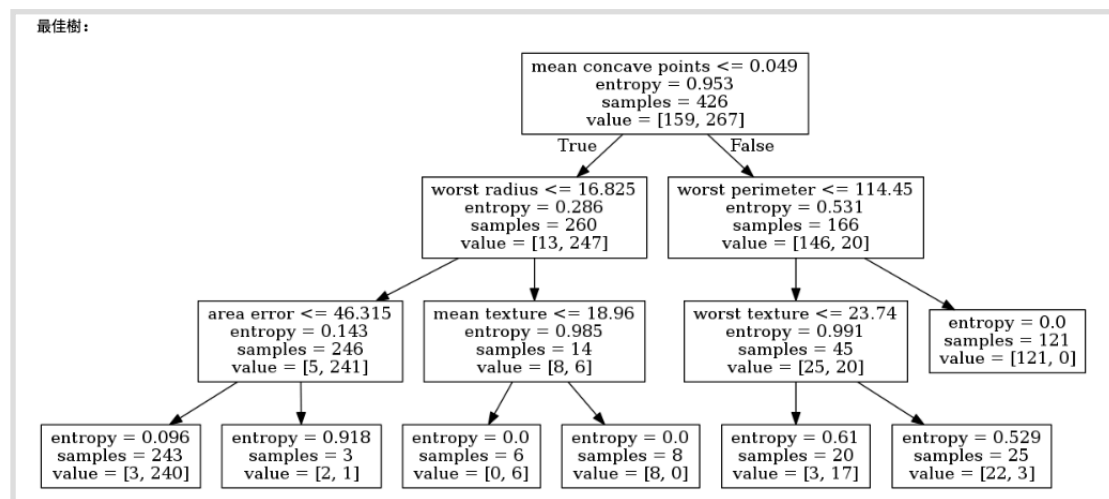 最佳樹：
mean concave points <= 0.049
entropy = 0.953
samples = 426
value = [159, 267]
True
False
worst radius <= 16.825
entropy = 0.286
samples = 260
value = [13, 247]
worst perimeter <= 114.45
entropy = 0.531
samples = 166
value = [146, 20]
area error <= 46.315
entropy = 0.143
samples = 246
value = [5, 241]
mean texture <= 18.96
entropy = 0.985
samples = 14
value = [8, 6]
worst texture <= 23.74
entropy = 0.991
samples = 45
value = [25, 20]
entropy = 0.0
samples = 121
value = [121, 0]
entropy = 0.096
samples = 243
value = [3, 240]
entropy = 0.918
samples = 3
value = [2, 1]
entropy = 0.0
samples = 6
value = [0, 6]
entropy = 0.0
samples = 8
value = [8, 0]
entropy = 0.61
samples = 20
value = [3, 17]
entropy = 0.529
samples = 25
value = [22, 3]